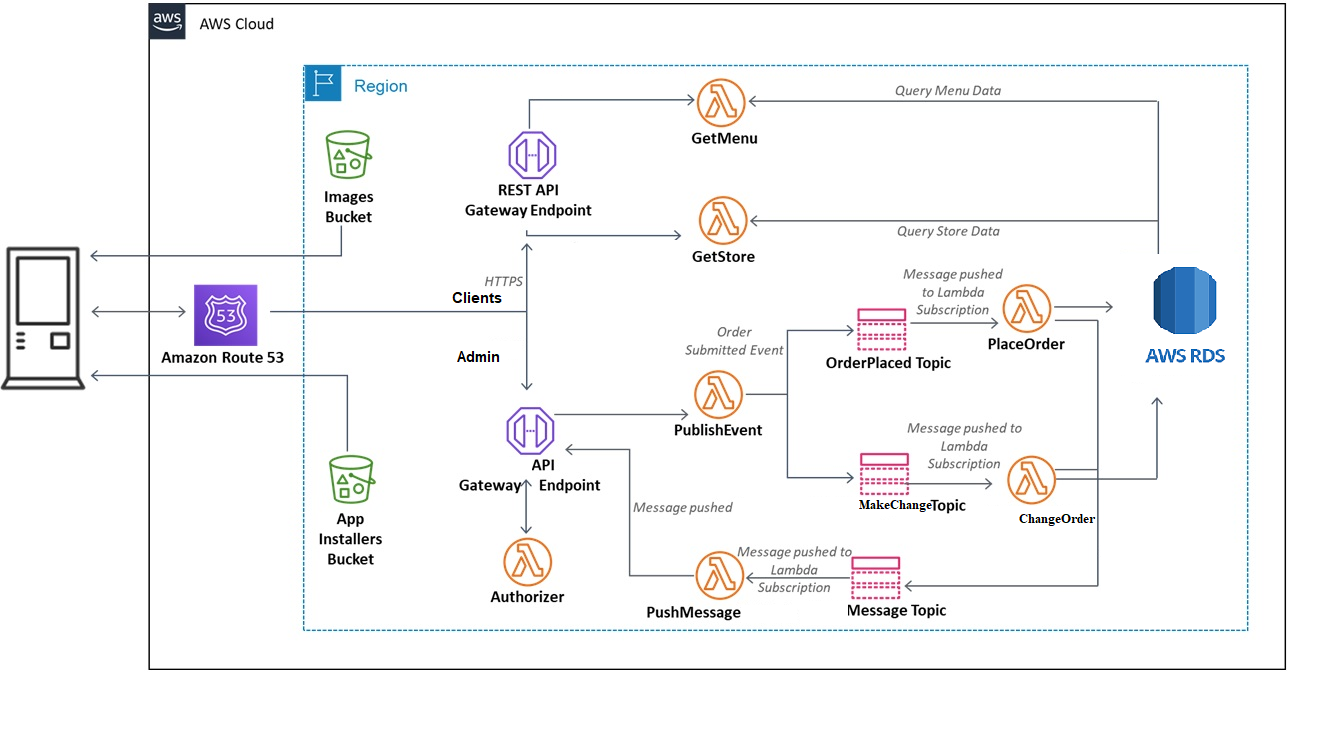 aws
AWS Cloud
Region
Query Menu Data
GetMenu
Images
Bucket
REST API
Gateway Endpoint
Query Store Data
GetStore
HTTPS
Clients
Message pushed
to Lambda
Subscription
53
Amazon Route 53
Admin
Order
Submitted Event
OrderPlaced Topic
PlaceOrder
AWS RDS
PublishEvent
Message pushed to
Lambda
Subscription
API
Gateway Endpoint
MakeChangeTopic
ChangeOrder
Message pushed
App
Installers
Bucket
Authorizer
Message pushed to
Lambda
Subscription
PushMessage
Message Topic